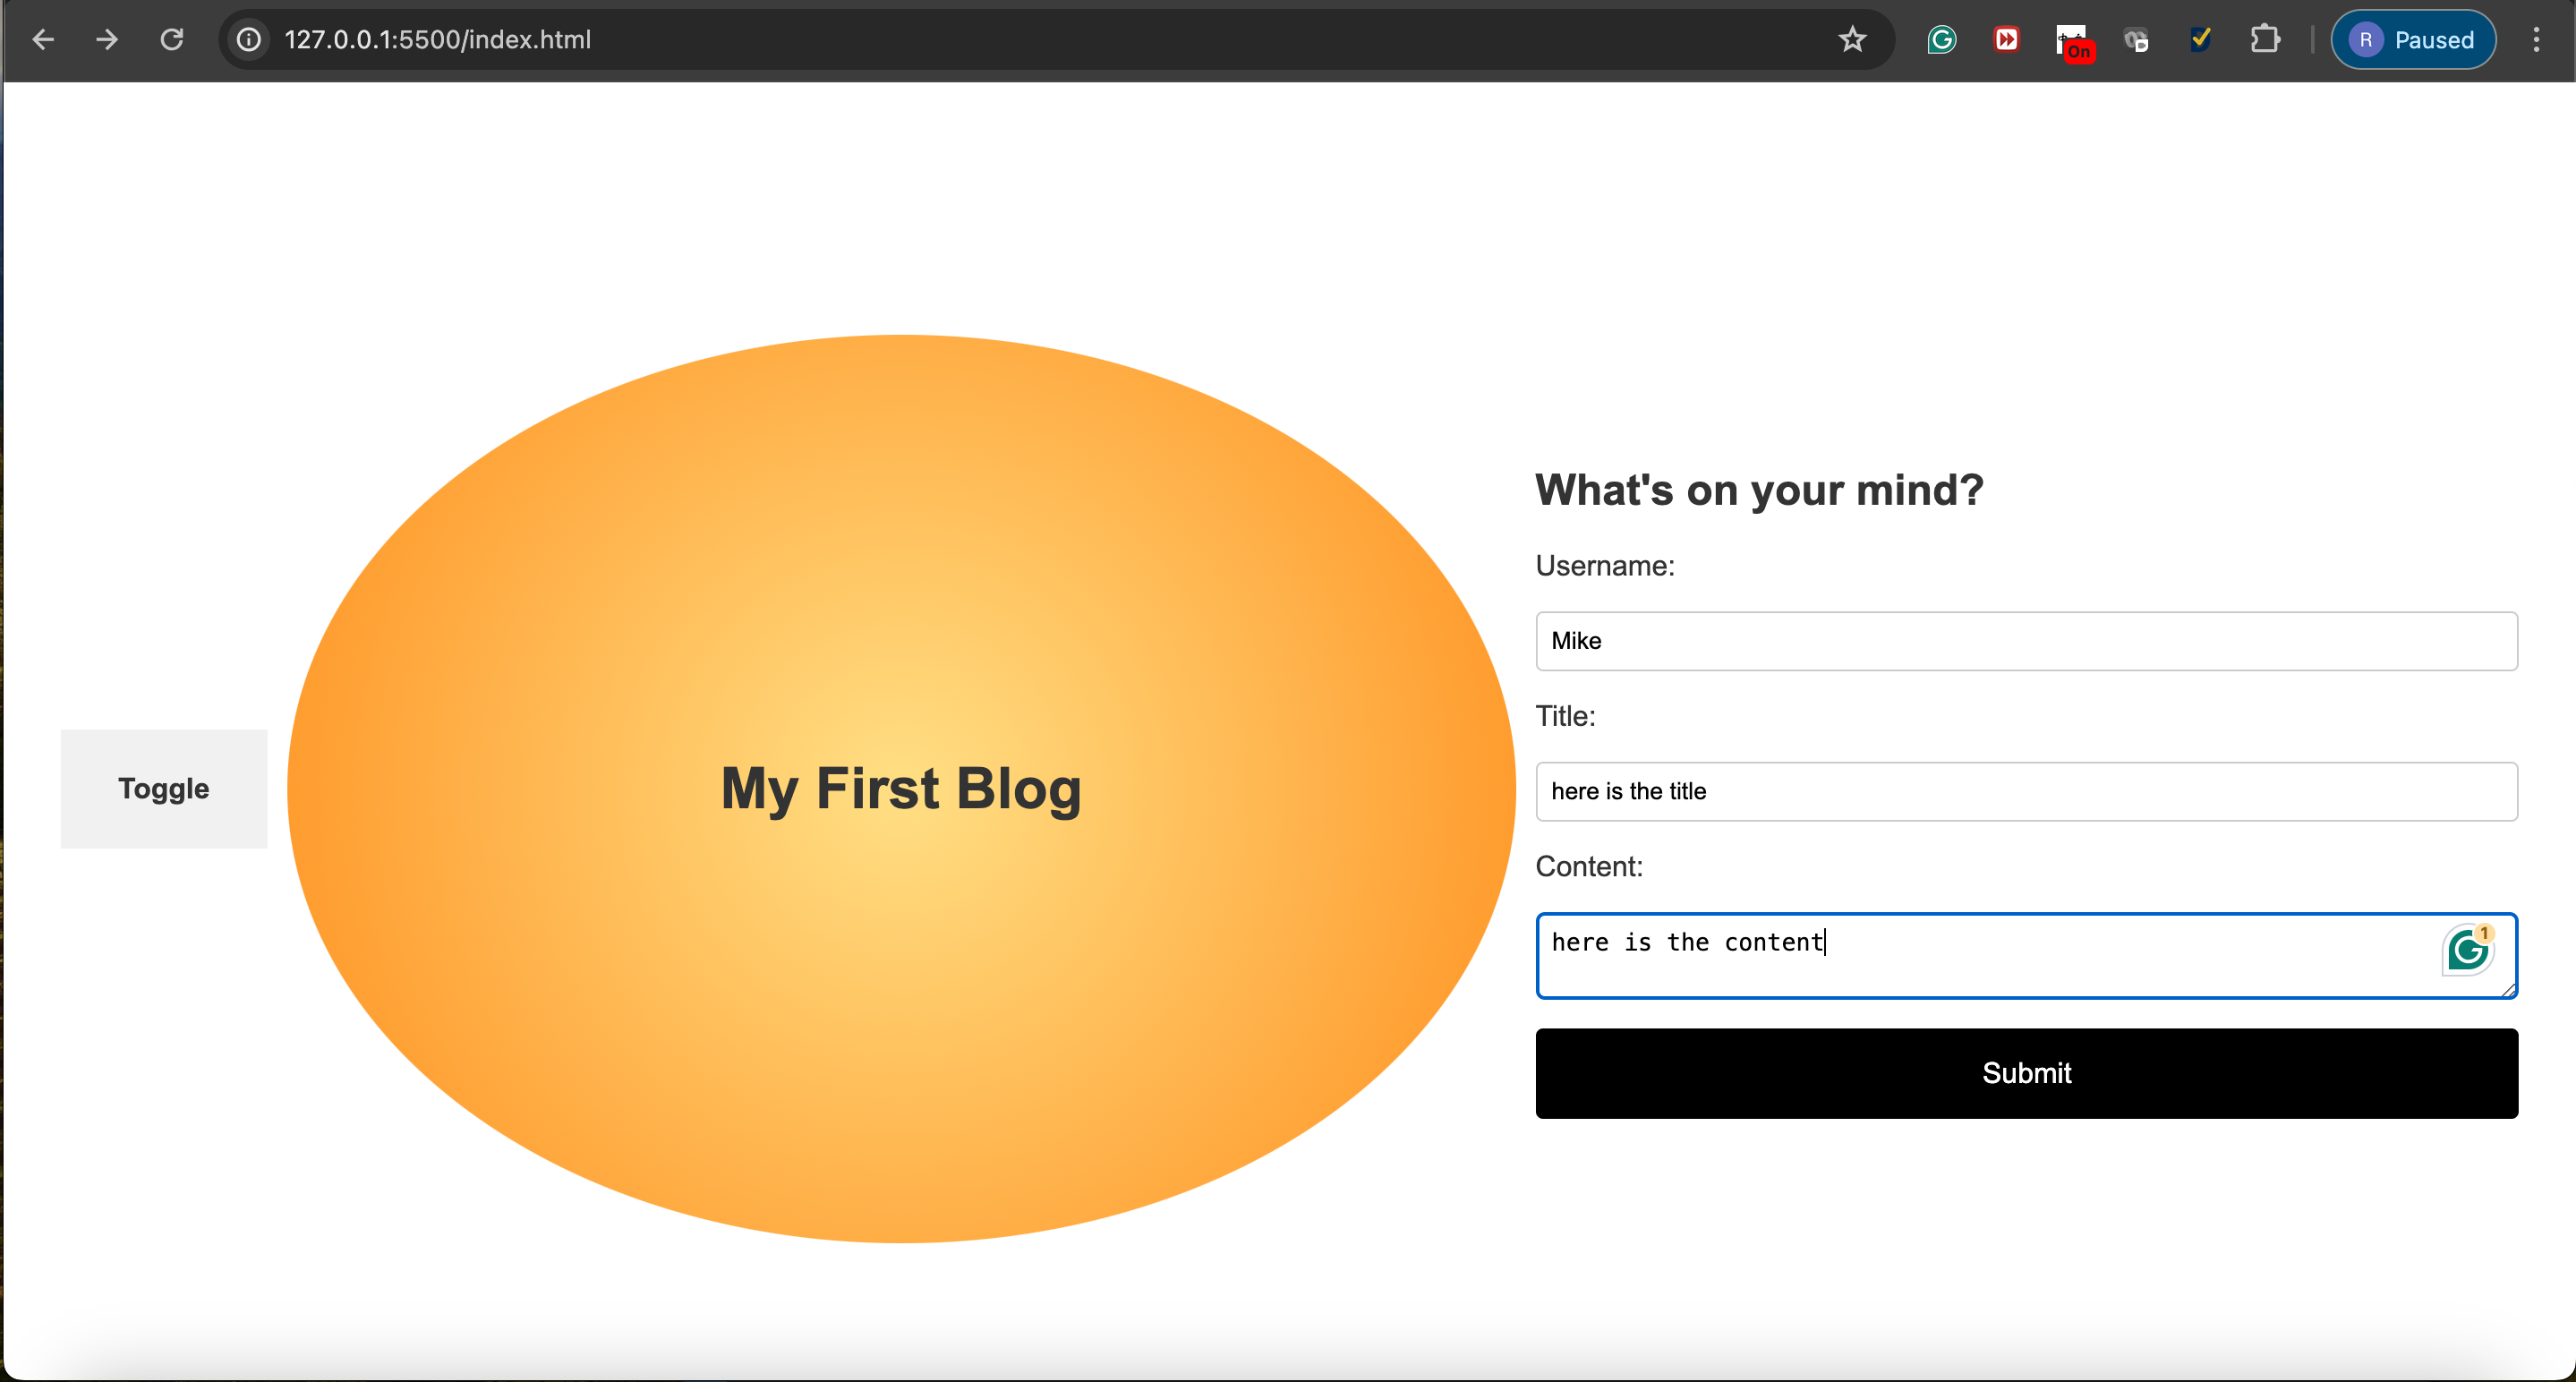 127.0.0.1:5500/index.html
On
R Paused
What's on your mind?
Username:
Mike
Title:
here is the title
Toggle
My First Blog
Content:
here is the content
1
Submit